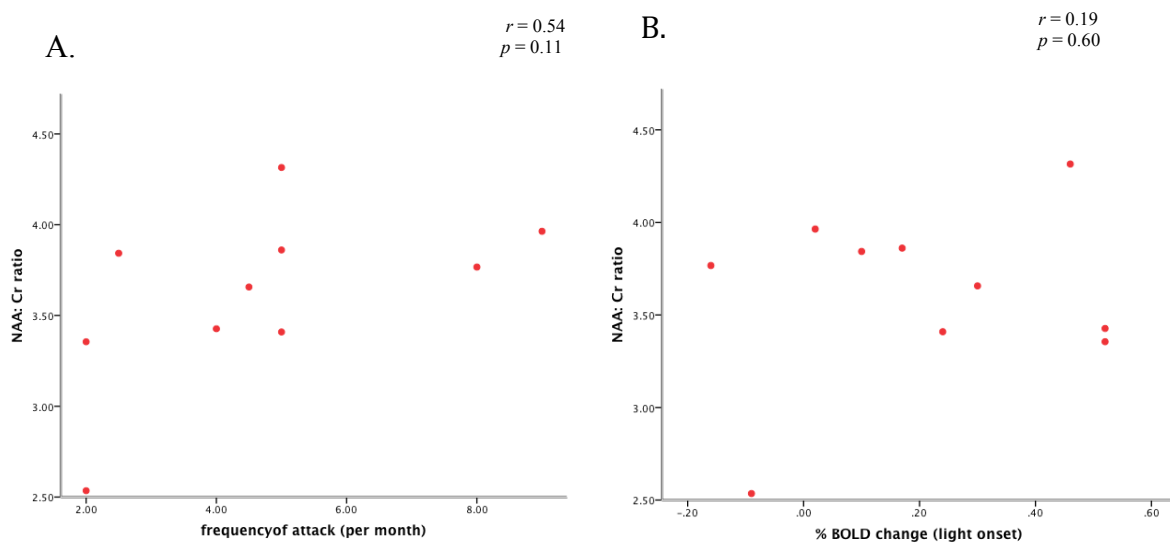 A.
r = 0.54
p = 0.11
NAA: Cr ratio
4.50
4.00
3.50
3.00
2.50
2.00 4.00 6.00 8.00
frequencyof attack (per month)
B.
r = 0.19
p = 0.60
NAA: Cr ratio
4.50
4.00
3.50
3.00
2.50
-.20 .00 .20 .40 .60
% BOLD change (light onset)